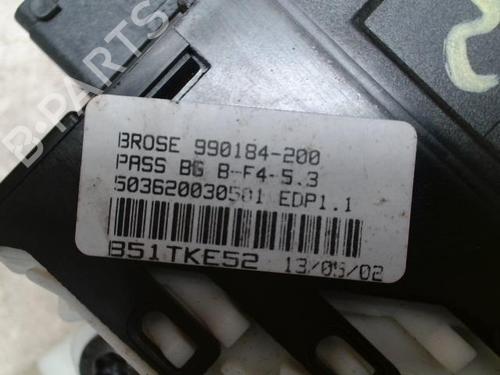 B-PARTS
BROSE 990184-200
PASS BG B-F4-5.3
503620030501 EDP1.1
B51TKE52 13/05/02